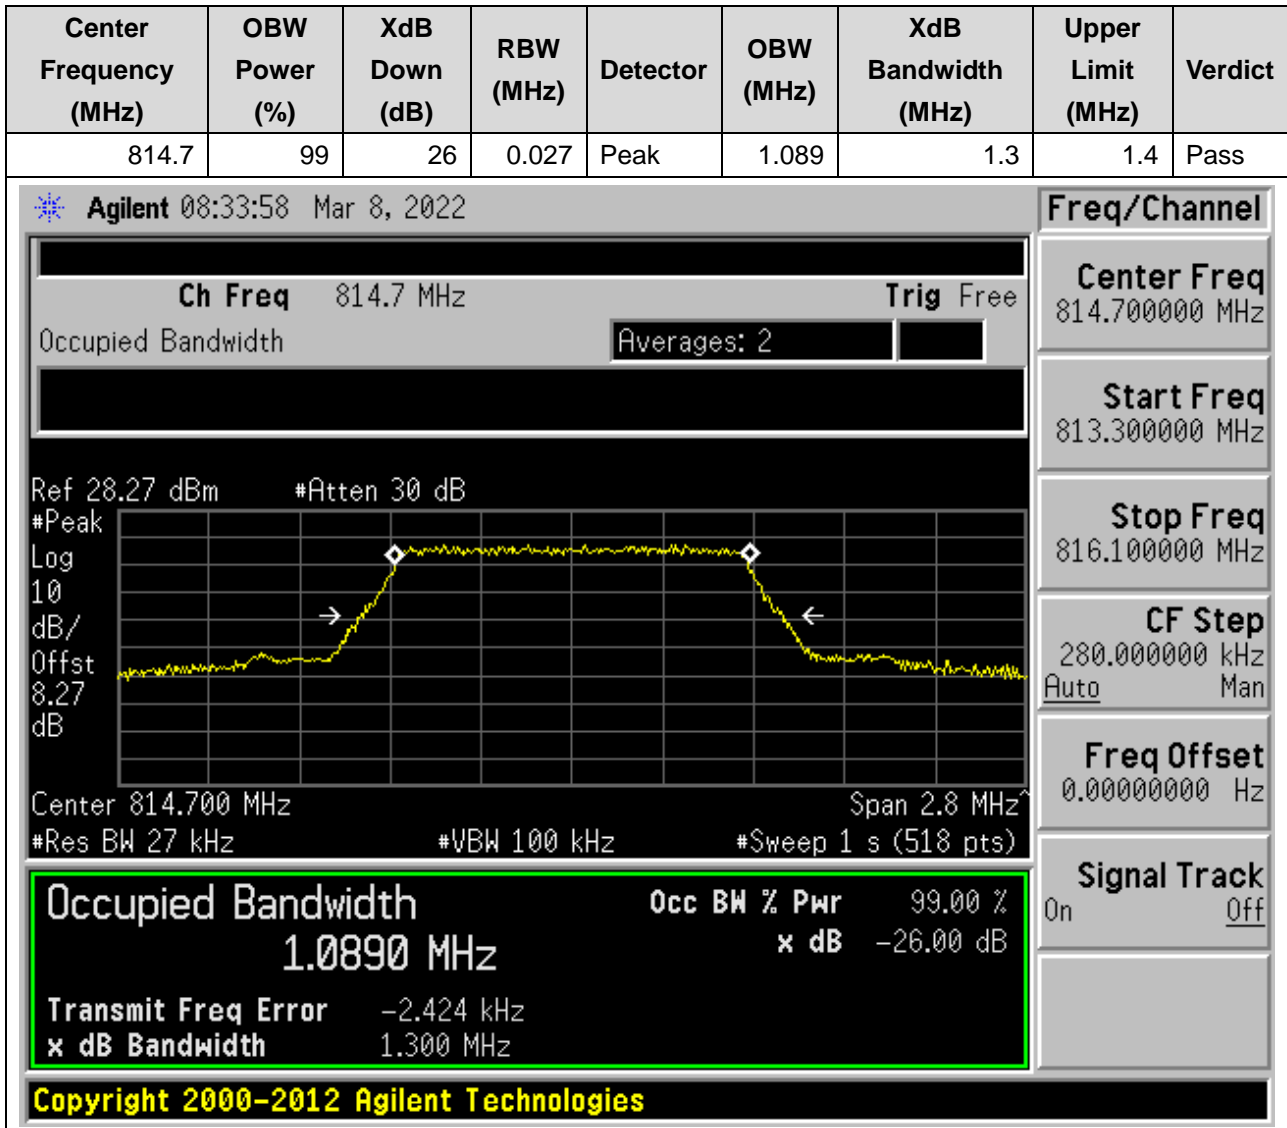 Center Frequency (MHz) OBW Power (%) XdB Down (dB) RBW (MHz) Detector OBW (MHz) XdB Bandwidth (MHz) Upper Limit (MHz) Verdict
814.7 99 26 0.027 Peak 1.089 1.3 1.4 Pass
Agilent 08:33:58 Mar 8, 2022
Freq/Channel
Ch Freq 814.7 MHz Trig Free
Occupied Bandwidth Averages: 2
Center Freq
814.700000 MHz
Start Freq
813.300000 MHz
Stop Freq
816.100000 MHz
CF Step
280.000000 kHz
Auto Man
Freq Offset
0.00000000 Hz
Signal Track
On Off
Ref 28.27 dBm #Atten 30 dB
#Peak
Log
10
dB/
Offst
8.27
dB
Center 814.700 MHz Span 2.8 MHz^
#Res BW 27 kHz #VBW 100 kHz #Sweep 1 s (518 pts)
Occupied Bandwidth Occ BW % Pwr 99.00 %
1.0890 MHz x dB -26.00 dB
Transmit Freq Error -2.424 kHz
x dB Bandwidth 1.300 MHz
Copyright 2000-2012 Agilent Technologies